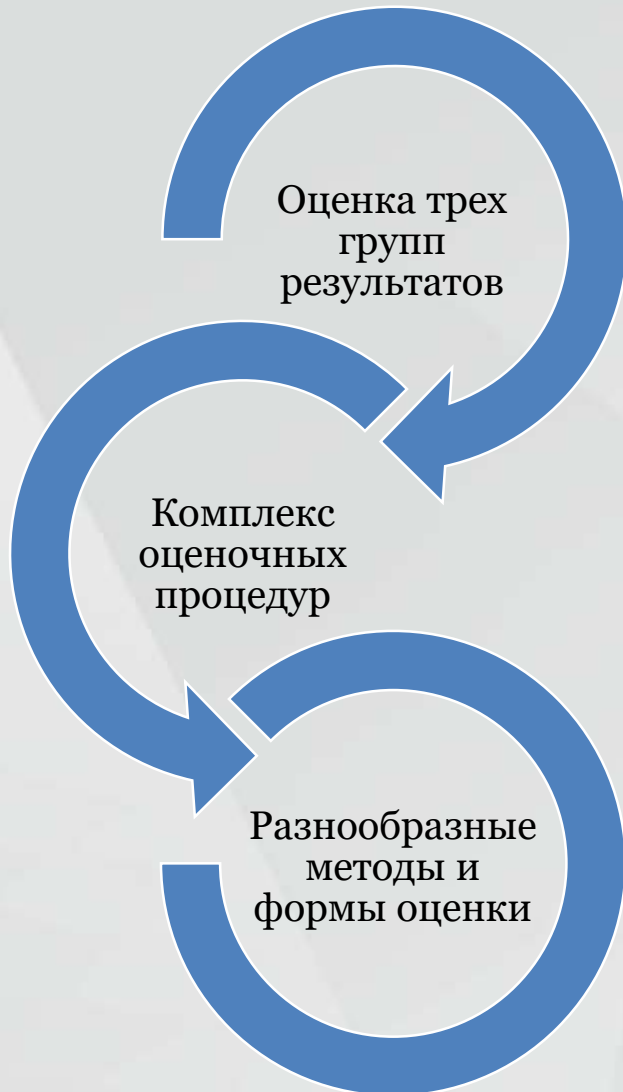 Оценка трех
групп
результатов
Комплекс
оценочных
процедур
Разнообразные
методы и
формы оценки